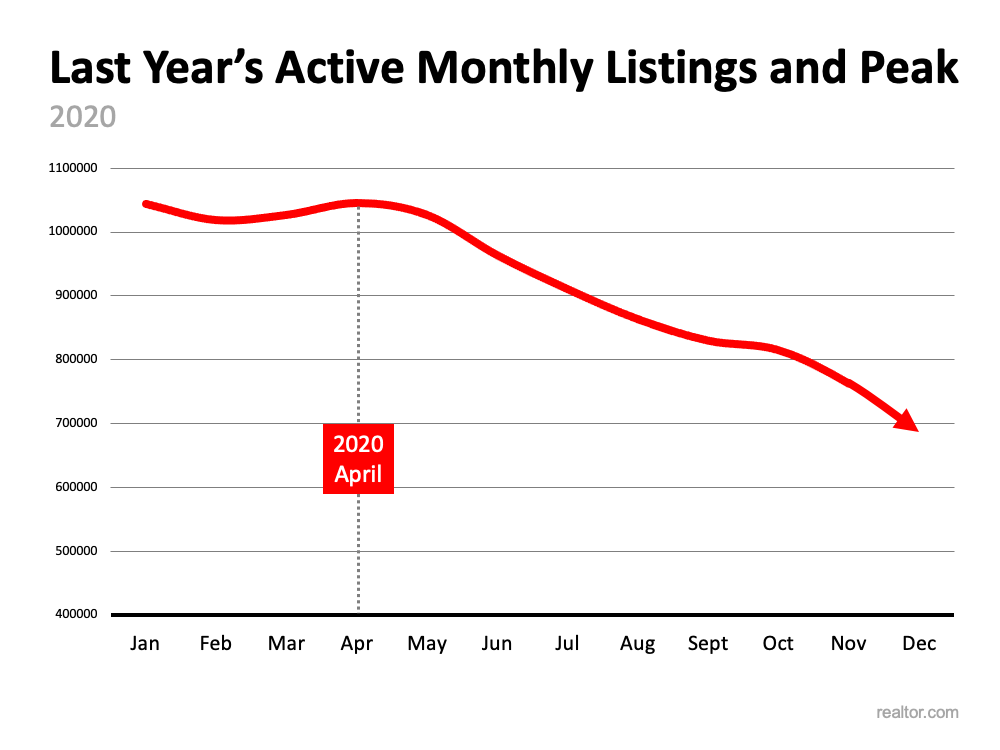 Last Year’s Active Monthly Listings and Peak
2020
1100000
1000000
900000
800000
700000
600000
500000
400000
2020
April
Jan Feb Mar Apr May Jun Jul Aug Sept Oct Nov Dec
realtor.com